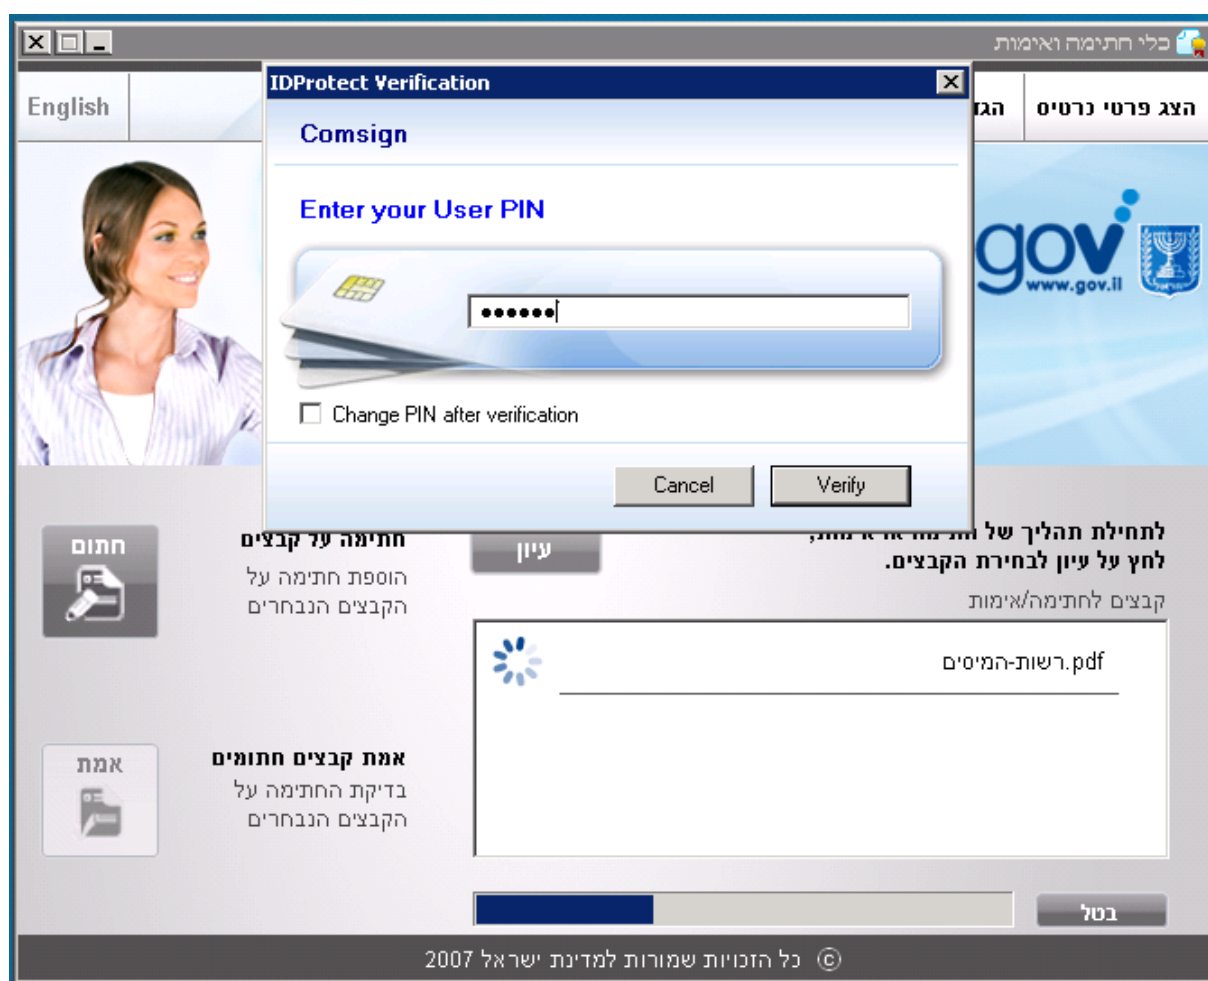 כלי חתימה ואימות
הצג פרטי כרטיס
English
IDProtect Verification
Comsign
Enter your User PIN
gov
www.gov.il
Change PIN after verification
Cancel
Verify
לתחילת תהליך של
לחץ על עיון לבחירת הקבצים.
עיון
קבצים לחתימה/אימות
רשות-המיסים.pdf
חתום
חתימה על קבצים
הוספת חתימה על
הקבצים הנבחרים
אמת
אמת קבצים חתומים
בדיקת החתימה על
הקבצים הנבחרים
בטל
© כל הזכויות שמורות למדינת ישראל 2007